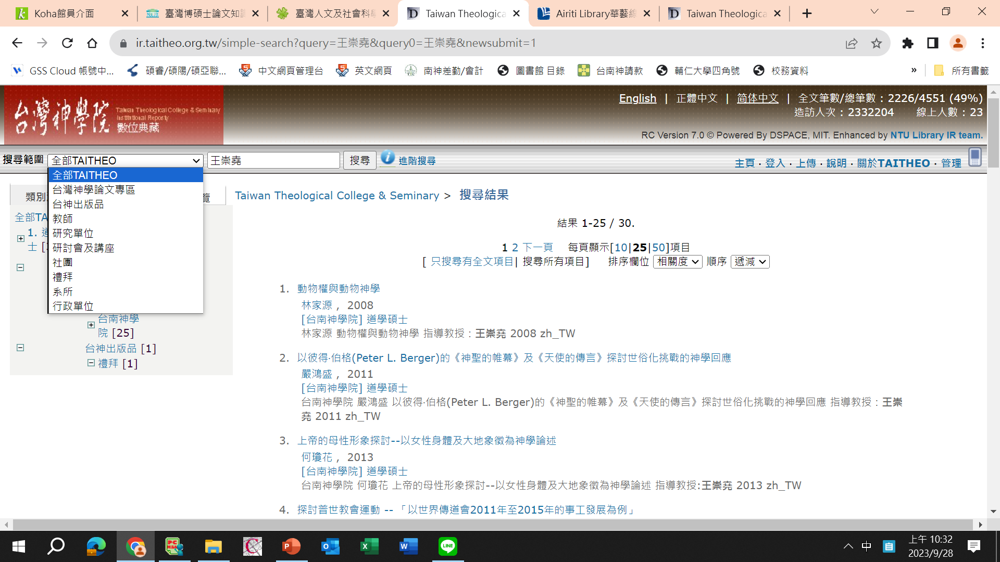 Koha館員介面
臺灣博碩士論文知識
臺灣人文及社會科學
Taiwan Theologica
Airiti Library華藝線
Taiwan Theologica
ir.taitheo.org.tw/simple-search?query=王崇堯&query0=王崇堯&newsubmit=1
GSS Cloud 帳號中...
碩睿/碩陽/碩亞聯...
中文網頁管理台
英文網頁
南神差勤/會計
圖書館 目錄
台南神請款
輔仁大學四角號
校務資料
»
所有書籤
台灣神學院
Taiwan Theological College & Seminary
Institutional Reposty
數位典藏
English | 正體中文 | 简体中文 | 全文筆數/總筆數 : 2226/4551 (49%)
造訪人次 : 2332204 線上人數 : 23
RC Version 7.0 © Powered By DSPACE, MIT. Enhanced by NTU Library IR team.
搜尋範圍 全部TAITHEO 王崇堯 搜尋 進階搜尋
主頁 · 登入 · 上傳 · 說明 · 關於TAITHEO · 管理
全部TAITHEO
台灣神學論文專區
台神出版品
教師
研究單位
研討會及講座
社團
禮拜
系所
行政單位
類別
覽
全部TA
1. 道
士 [
台南神學
院 [25]
台神出版品 [1]
禮拜 [1]
Taiwan Theological College & Seminary > 搜尋結果
結果 1-25 / 30.
1 2 下一頁 每頁顯示[10|25|50]項目
[ 只搜尋有全文項目| 搜尋所有項目] 排序欄位 相關度 順序 遞減
1. 動物權與動物神學
林家源 , 2008
[台南神學院] 道學碩士
林家源 動物權與動物神學 指導教授：王崇堯 2008 zh_TW
2. 以彼得‧伯格(Peter L. Berger)的《神聖的帷幕》及《天使的傳言》探討世俗化挑戰的神學回應
嚴鴻盛 , 2011
[台南神學院] 道學碩士
台南神學院 嚴鴻盛 以彼得‧伯格(Peter L. Berger)的《神聖的帷幕》及《天使的傳言》探討世俗化挑戰的神學回應 指導教授：王崇
堯 2011 zh_TW
3. 上帝的母性形象探討--以女性身體及大地象徵為神學論述
何瓊花 , 2013
[台南神學院] 道學碩士
台南神學院 何瓊花 上帝的母性形象探討--以女性身體及大地象徵為神學論述 指導教授:王崇堯 2013 zh_TW
4. 探討普世教會運動 -- 「以世界傳道會2011年至2015年的事工發展為例」
中
上午 10:32
2023/9/28